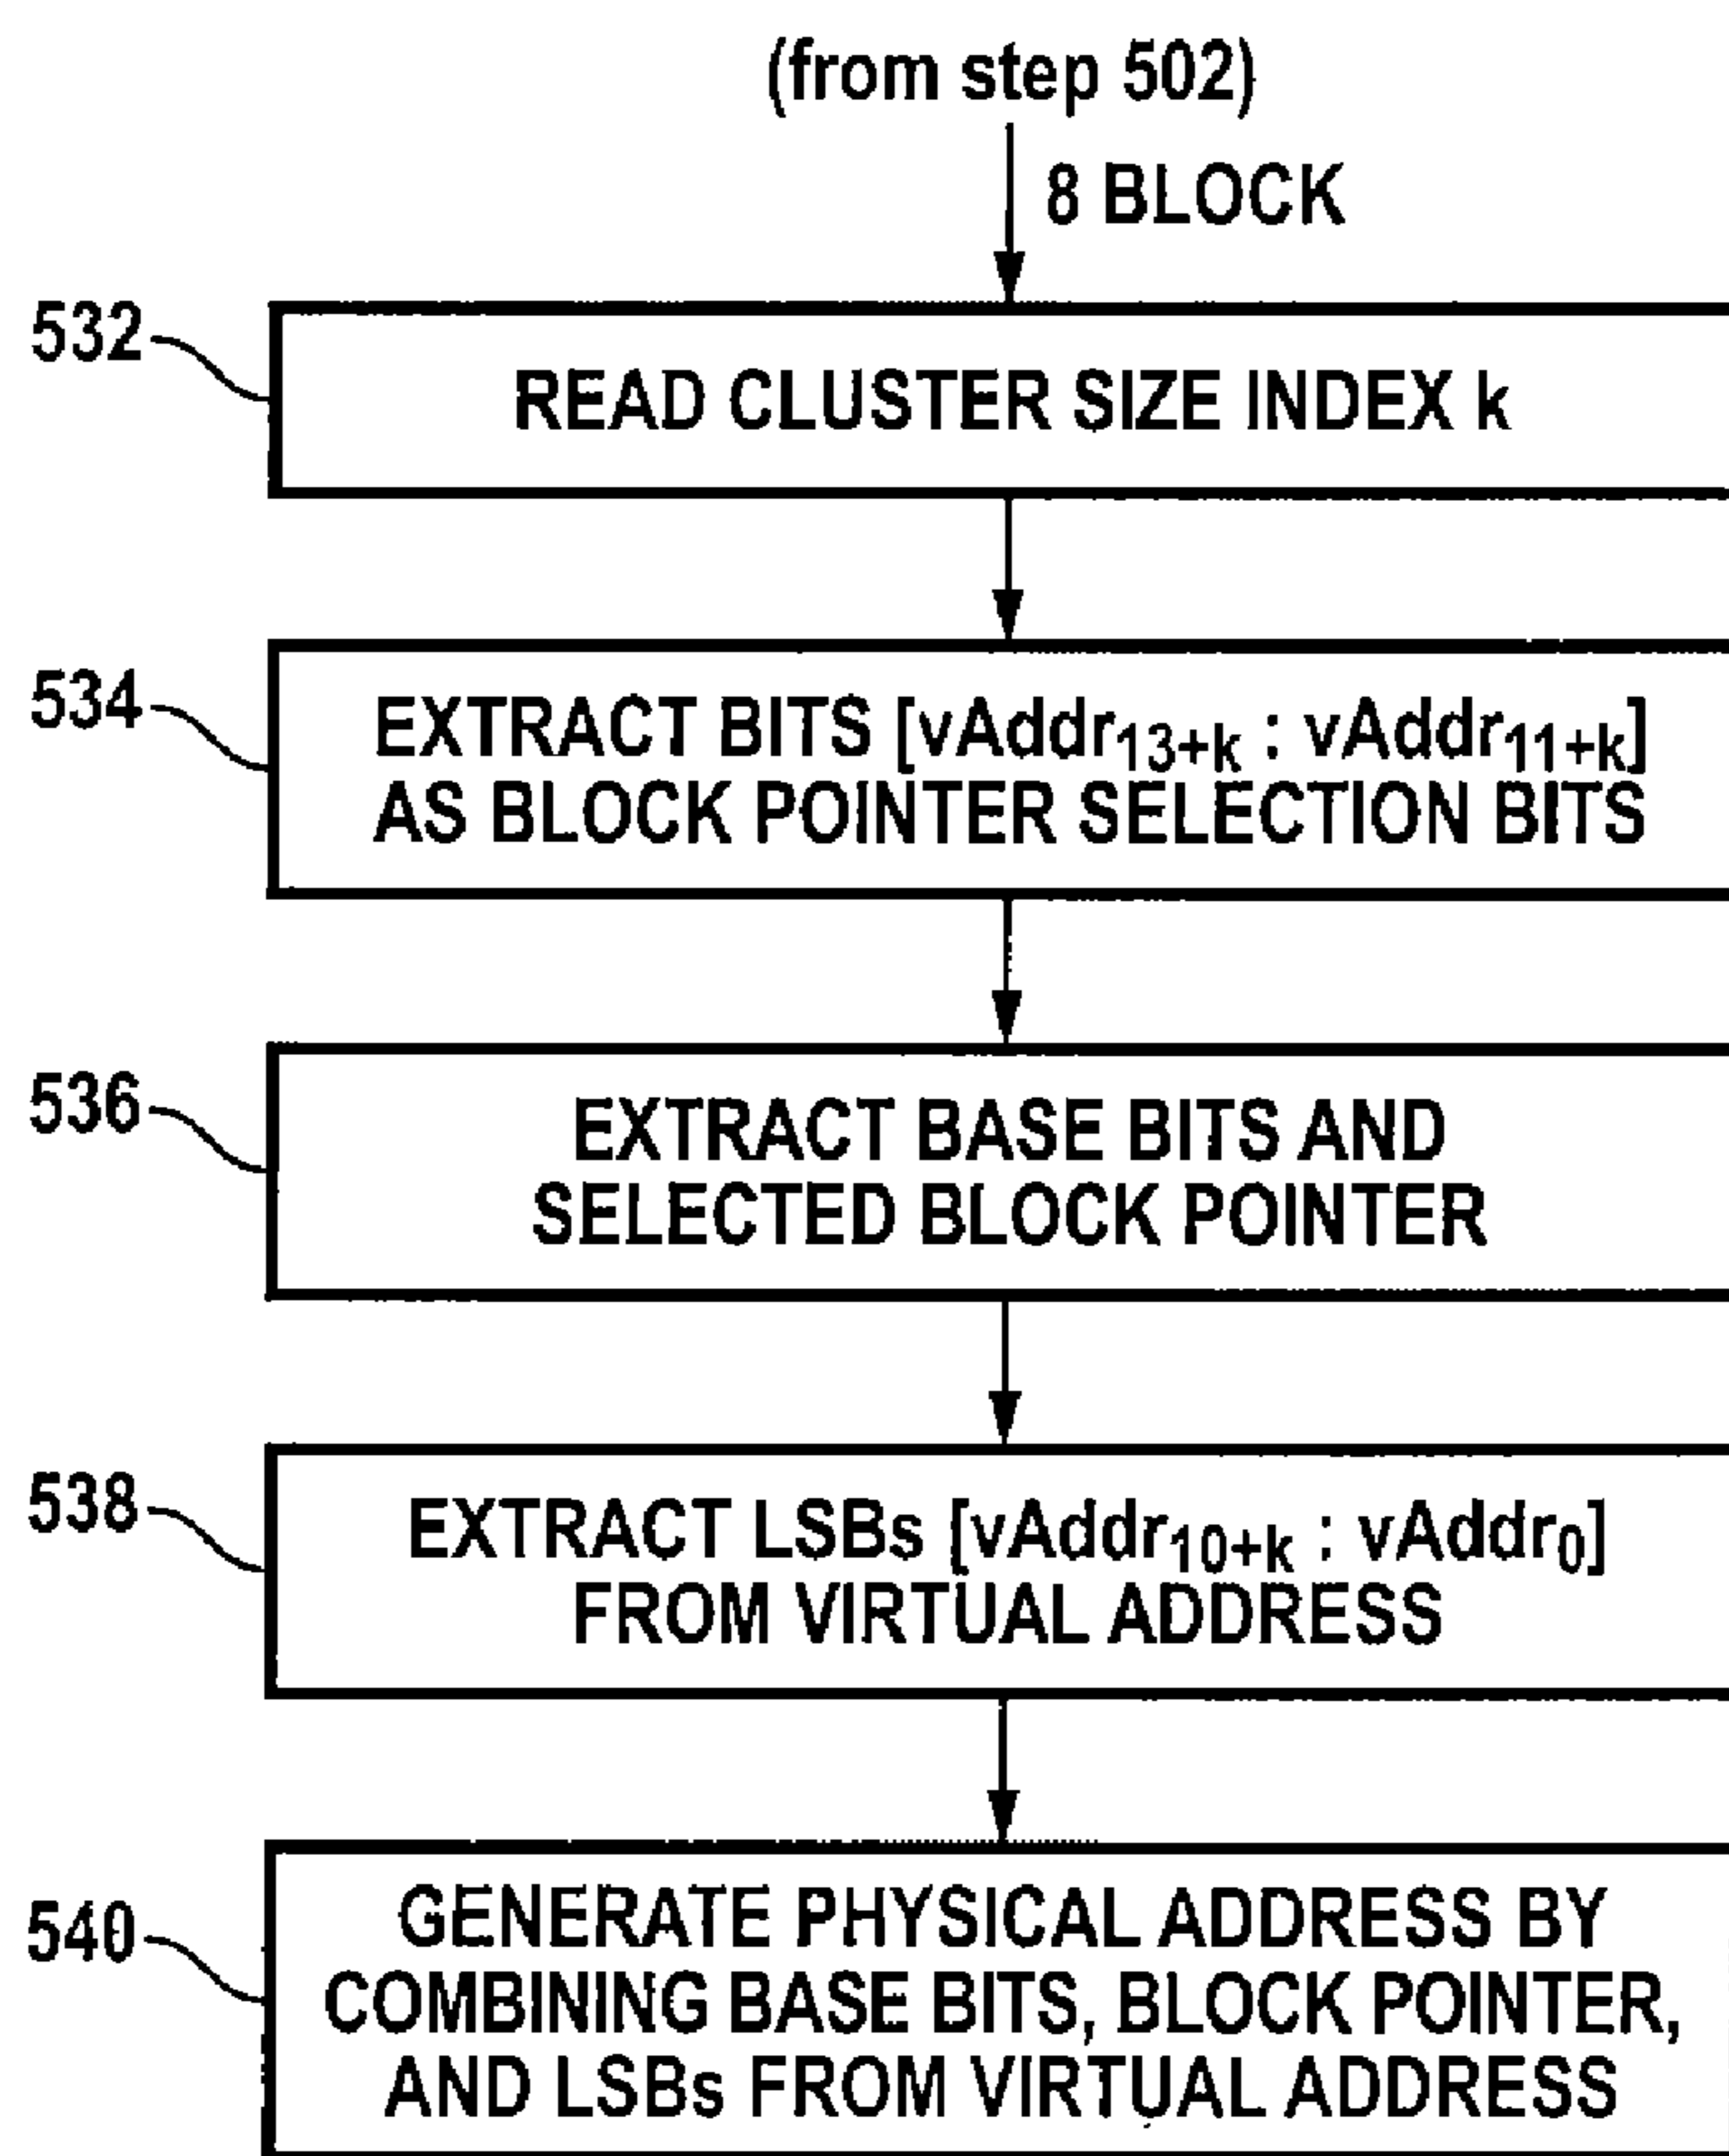 (from step 502)
8 BLOCK
532
READ CLUSTER SIZE INDEX k
534
EXTRACT BITS [vAddr13+k : vAddr11+k]
AS BLOCK POINTER SELECTION BITS
536
EXTRACT BASE BITS AND
SELECTED BLOCK POINTER
538
EXTRACT LSBs [vAddr10+k : vAddr0]
FROM VIRTUAL ADDRESS
540
GENERATE PHYSICAL ADDRESS BY
COMBINING BASE BITS, BLOCK POINTER,
AND LSBs FROM VIRTUAL ADDRESS